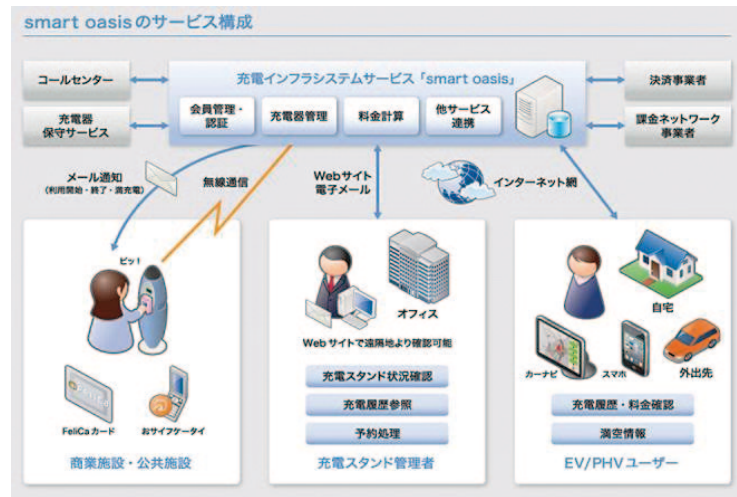 smart oasisのサービス構成
コールセンター
充電器
保守サービス
充電インフラシステムサービス「smart oasis」
会員管理・
認証
充電器管理
料金計算
他サービス
連携
決済事業者
課金ネットワーク
事業者
メール通知
(利用開始・終了・満充電)
無線通信
Webサイト
電子メール
インターネット網
ピッ!
FeliCaカード
おサイフケータイ
商業施設・公共施設
オフィス
Webサイトで遠隔地より確認可能
充電スタンド状況確認
充電履歴参照
予約処理
充電スタンド管理者
自宅
カーナビ
スマホ
外出先
充電履歴・料金確認
満空情報
EV/PHVユーザー